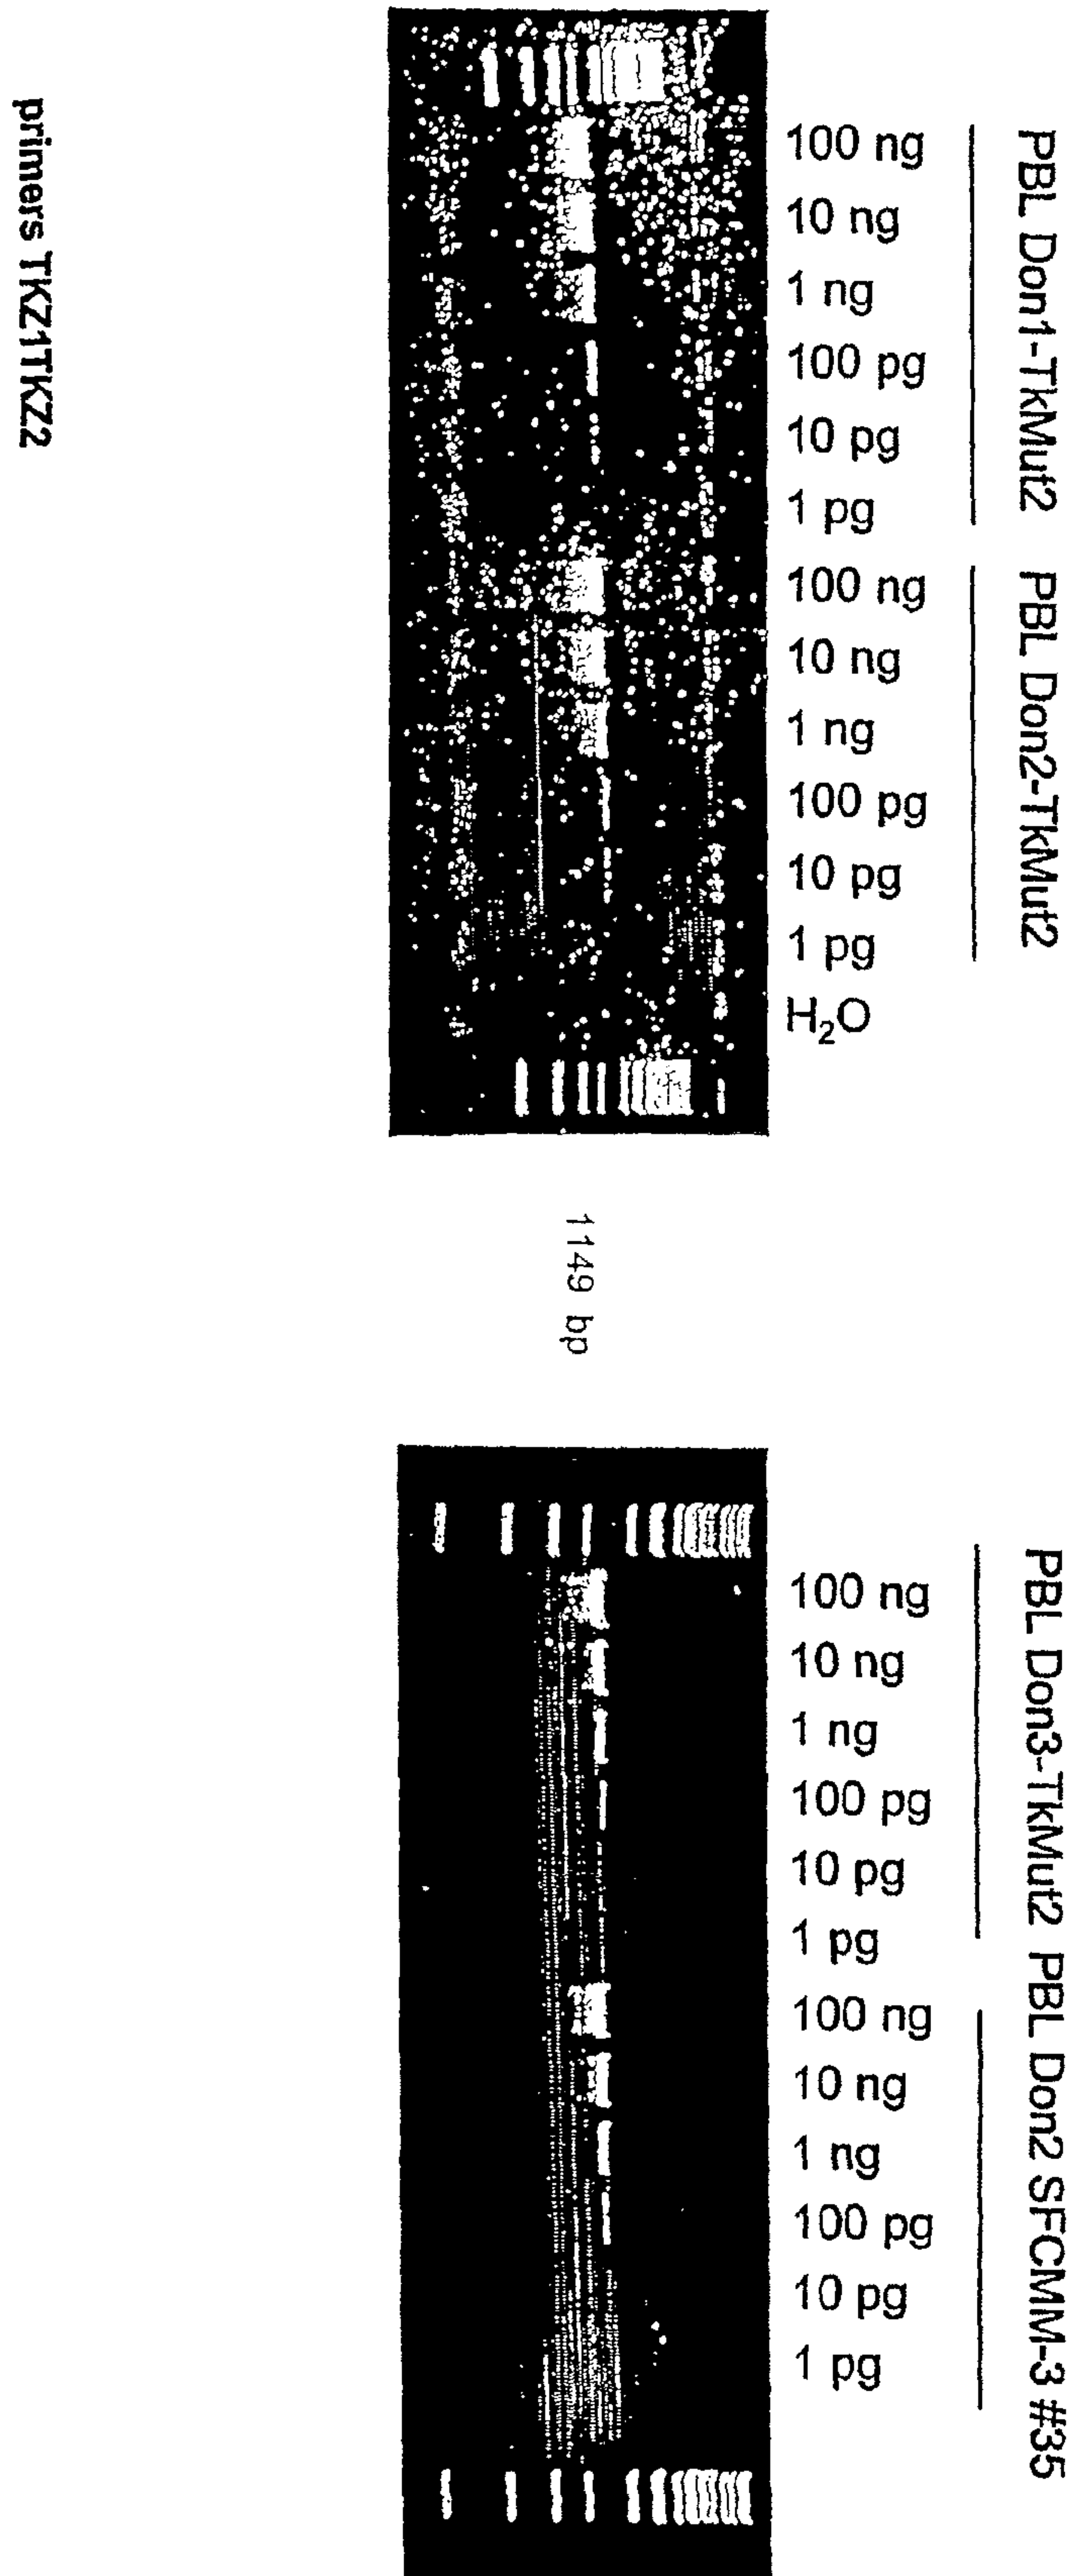 PBL Don1-TkMut2 PBL Don2-TkMut2
100 ng
10 ng
1 ng
100 pg
10 pg
1 pg
100 ng
10 ng
1 ng
100 pg
10 pg
1 pg
H₂O
1149 bp
PBL Don3-TkMut2 PBL Don2 SFCMM-3 #35
100 ng
10 ng
1 ng
100 pg
10 pg
1 pg
100 ng
10 ng
1 ng
100 pg
10 pg
1 pg
priners TKZ1TKZ2